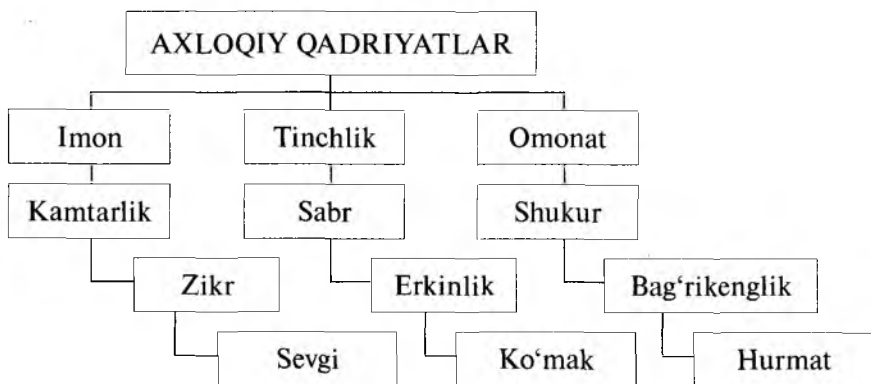 AXLOQIY QADRIYATLAR
Imon
Tinchlik
Omonat
Kamtarlik
Sabr
Shukur
Zikr
Erkinlik
Bag‘rikenglik
Sevgi
Ko‘mak
Hurmat